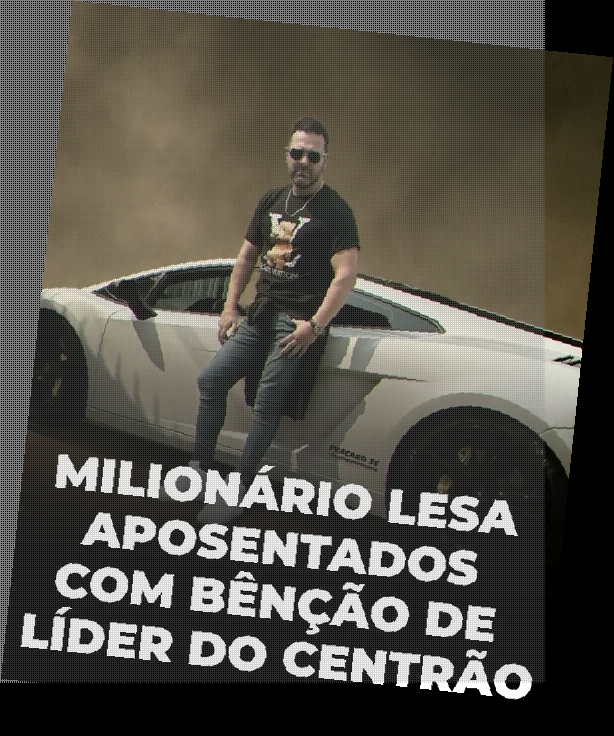 MILIONÁRIO LESA
APOSENTADOS
COM BÊNÇÃO DE
LÍDER DO CENTRÃO